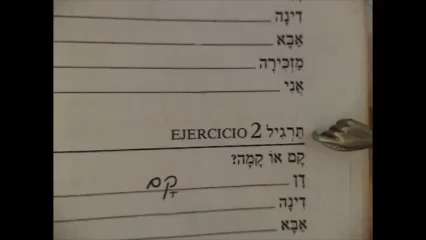 דִינָה
אַבָּא
מַזְכִּירָה
אֲנִי
תַּרְגִיל 2 EJERCICIO
קָם אוֹ קָמָה?
דָן קָם
דִינָה
אַבָּא